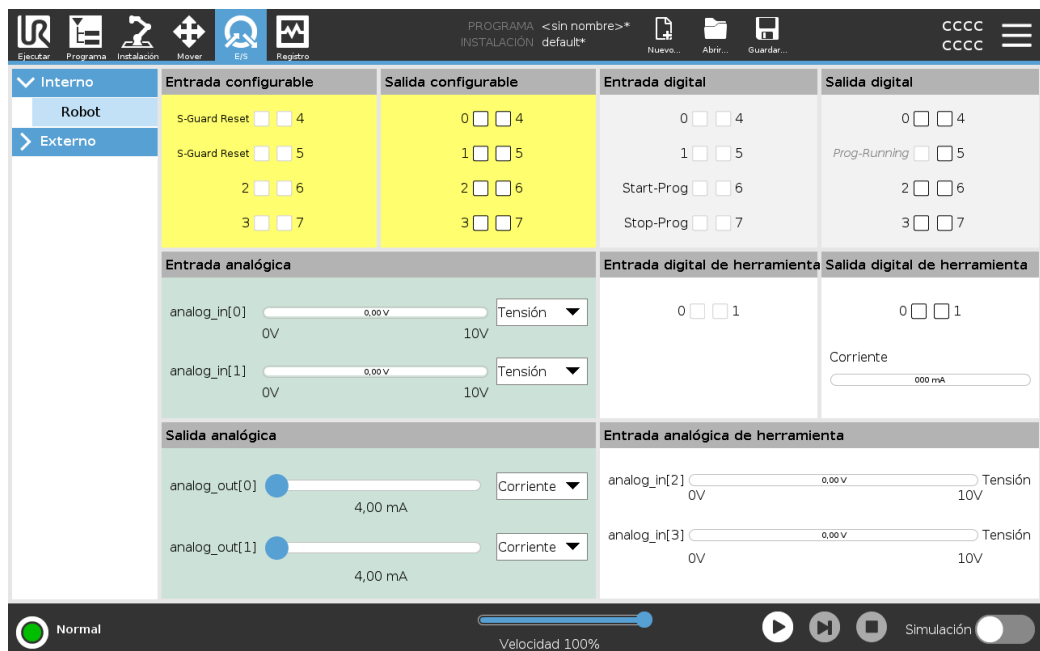 UR
PROGRAMA <sin nombre>*
INSTALACIÓN default*
CCCC
CCCC
Ejecutar Programa Instalación Mover E/S Registro Nuevo... Abrir... Guardar...
Interno
Robot
Externo
Entrada configurable
S-Guard Reset 4
S-Guard Reset 5
2 6
3 7
Salida configurable
0 4
1 5
2 6
3 7
Entrada digital
0 4
1 5
Start-Prog 6
Stop-Prog 7
Salida digital
0 4
Prog-Running 5
2 6
3 7
Entrada analógica
analog_in[0] 0,00 V Tensión
0V 10V
analog_in[1] 0,00 V Tensión
0V 10V
Entrada digital de herramienta
0 1
Salida digital de herramienta
0 1
Corriente
000 mA
Salida analógica
analog_out[0] Corriente
4,00 mA
analog_out[1] Corriente
4,00 mA
Entrada analógica de herramienta
analog_in[2] 0,00 V Tensión
0V 10V
analog_in[3] 0,00 V Tensión
0V 10V
Normal
Velocidad 100%
Simulación